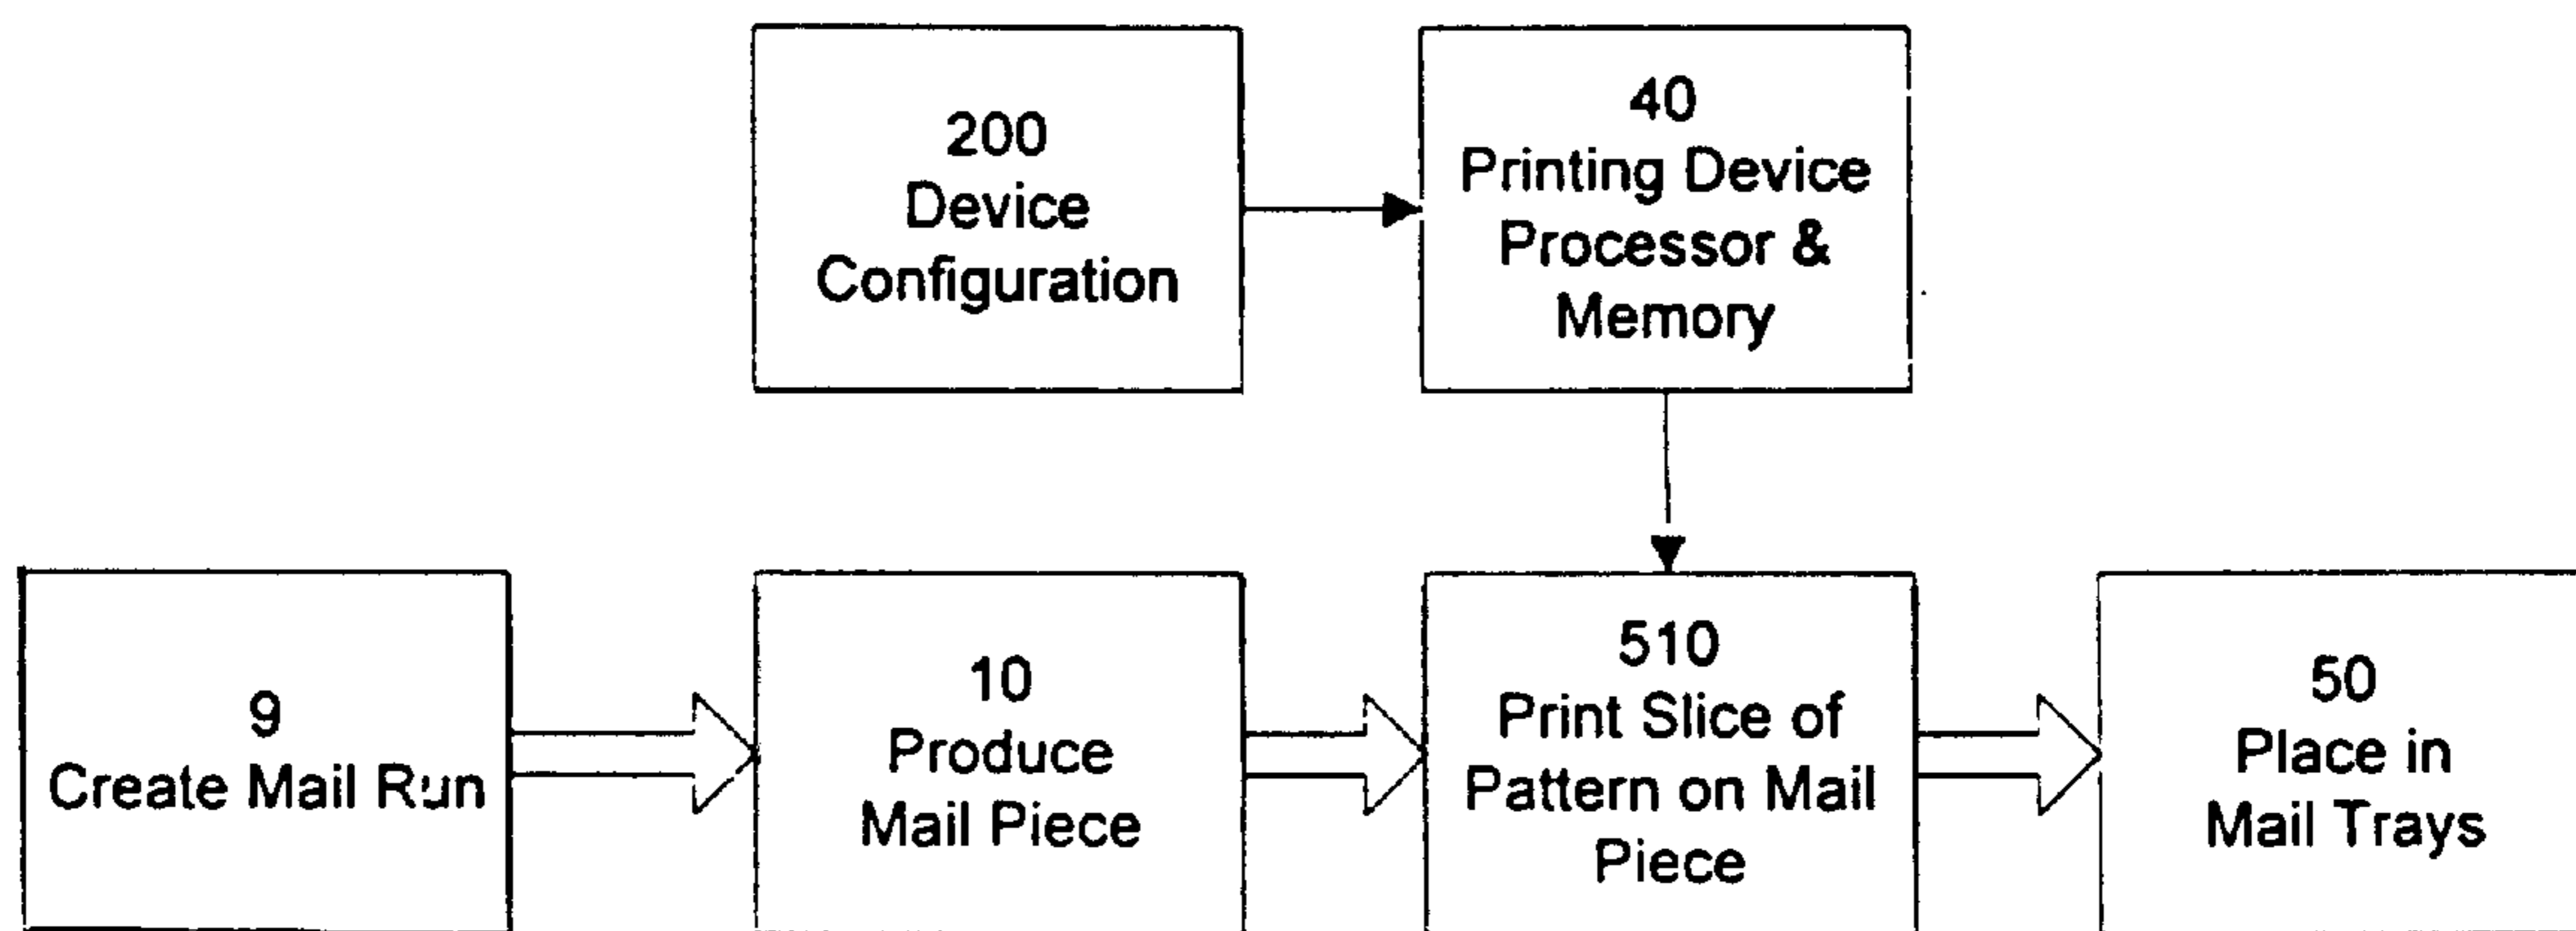 200
Device
Configuration
40
Printing Device
Processor &
Memory
9
Create Mail Run
10
Produce
Mail Piece
510
Print Slice of
Pattern on Mail
Piece
50
Place in
Mail Trays